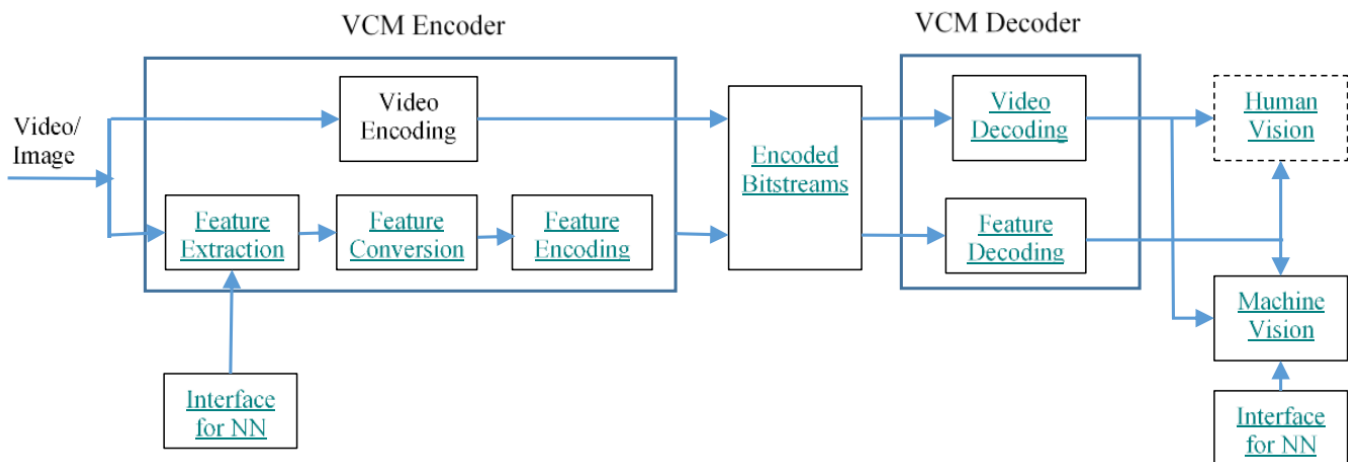 VCM Encoder
VCM Decoder
Video/
Image
Video
Encoding
Feature
Extraction
Feature
Conversion
Feature
Encoding
Interface
for NN
Encoded
Bitstreams
Video
Decoding
Feature
Decoding
Human
Vision
Machine
Vision
Interface
for NN